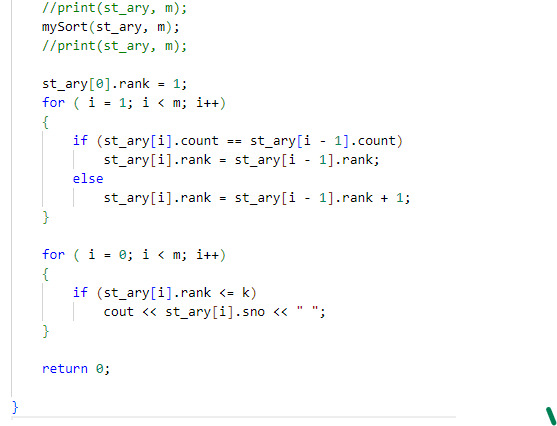 //print(st_ary, m);
mySort(st_ary, m);
//print(st_ary, m);
st_ary[0].rank = 1;
for ( i = 1; i < m; i++)
{
if (st_ary[i].count == st_ary[i - 1].count)
st_ary[i].rank = st_ary[i - 1].rank;
else
st_ary[i].rank = st_ary[i - 1].rank + 1;
}
for ( i = 0; i < m; i++)
{
if (st_ary[i].rank <= k)
cout << st_ary[i].sno << " ";
}
return 0;
}